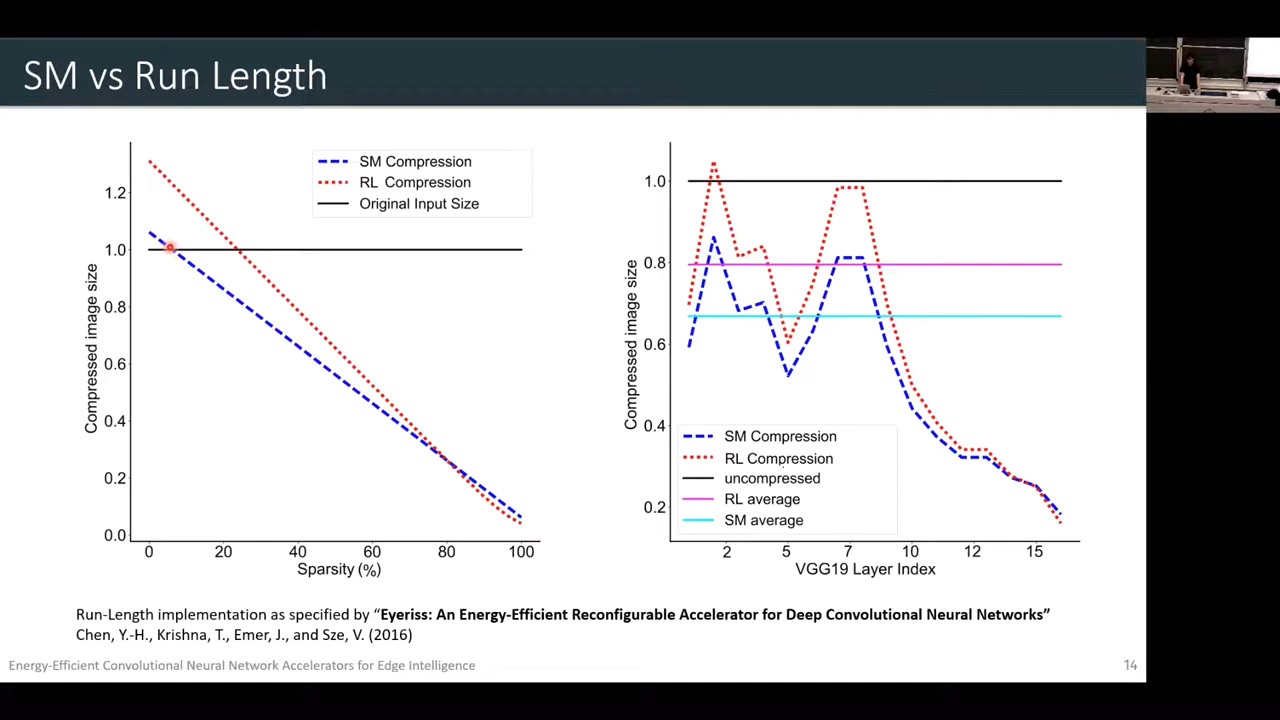 SM vs Run Length
SM Compression
RL Compression
Original Input Size
1.2
1.0
0.8
0.6
0.4
0.2
0.0
Compressed image size
0 20 40 60 80 100
Sparsity (%)
1.0
0.8
0.6
0.4
0.2
Compressed image size
SM Compression
RL Compression
uncompressed
RL average
SM average
2 5 7 10 12 15
VGG19 Layer Index
Run-Length implementation as specified by “Eyeriss: An Energy-Efficient Reconfigurable Accelerator for Deep Convolutional Neural Networks”
Chen, Y.-H., Krishna, T., Emer, J., and Sze, V. (2016)
Energy-Efficient Convolutional Neural Network Accelerators for Edge Intelligence
14